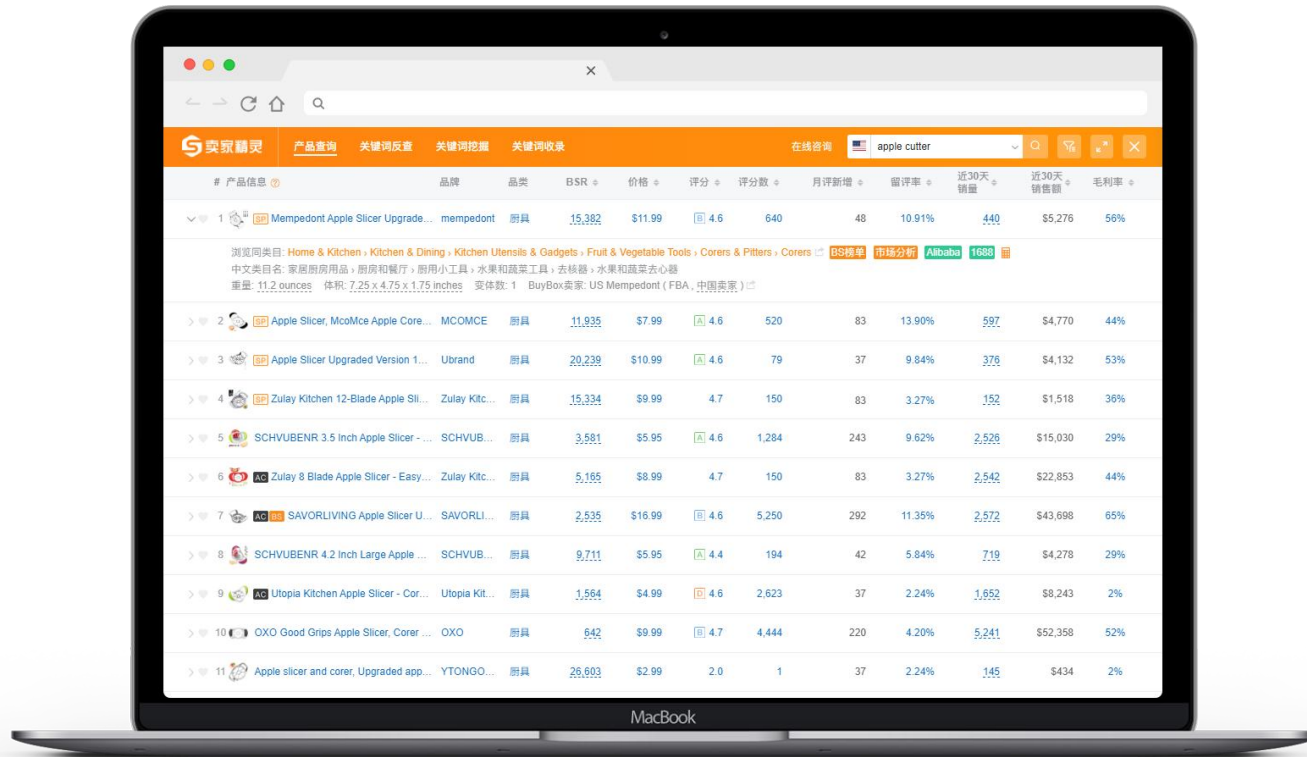 卖家精灵 产品查询 关键词反查 关键词挖掘 关键词收录 在线咨询 apple cutter
# 产品信息 品牌 品类 BSR 价格 评分 评分数 月评新增 留评率 近30天销量 近30天销售额 毛利率
1 SP Mempedont Apple Slicer Upgrade... mempedont 厨具 15,382 $11.99 B 4.6 640 48 10.91% 440 $5,276 56%
浏览同类目: Home & Kitchen › Kitchen & Dining › Kitchen Utensils & Gadgets › Fruit & Vegetable Tools › Corers & Pitters › Corers BS榜单 市场分析 Alibaba 1688
中文类目名: 家居厨房用品 › 厨房和餐厅 › 厨用小工具 › 水果和蔬菜工具 › 去核器 › 水果和蔬菜去心器
重量: 11.2 ounces 体积: 7.25 x 4.75 x 1.75 inches 变体数: 1 BuyBox卖家: US Mempedont ( FBA , 中国卖家 )
2 SP Apple Slicer, McoMce Apple Core... MCOMCE 厨具 11,935 $7.99 A 4.6 520 83 13.90% 597 $4,770 44%
3 SP Apple Slicer Upgraded Version 1... Ubrand 厨具 20,239 $10.99 A 4.6 79 37 9.84% 376 $4,132 53%
4 SP Zulay Kitchen 12-Blade Apple Sli... Zulay Kitc... 厨具 15,334 $9.99 4.7 150 83 3.27% 152 $1,518 36%
5 SCHVUBENR 3.5 Inch Apple Slicer - ... SCHVUB... 厨具 3,581 $5.95 A 4.6 1,284 243 9.62% 2,526 $15,030 29%
6 AC Zulay 8 Blade Apple Slicer - Easy... Zulay Kitc... 厨具 5,165 $8.99 4.7 150 83 3.27% 2,542 $22,853 44%
7 AC BS SAVORLIVING Apple Slicer U... SAVORLI... 厨具 2,535 $16.99 B 4.6 5,250 292 11.35% 2,572 $43,698 65%
8 SCHVUBENR 4.2 Inch Large Apple ... SCHVUB... 厨具 9,711 $5.95 A 4.4 194 42 5.84% 719 $4,278 29%
9 AC Utopia Kitchen Apple Slicer - Cor... Utopia Kit... 厨具 1,564 $4.99 D 4.6 2,623 37 2.24% 1,652 $8,243 2%
10 OXO Good Grips Apple Slicer, Corer ... OXO 厨具 642 $9.99 B 4.7 4,444 220 4.20% 5,241 $52,358 52%
11 Apple slicer and corer, Upgraded app... YTONGO... 厨具 26,603 $2.99 2.0 1 37 2.24% 145 $434 2%
MacBook